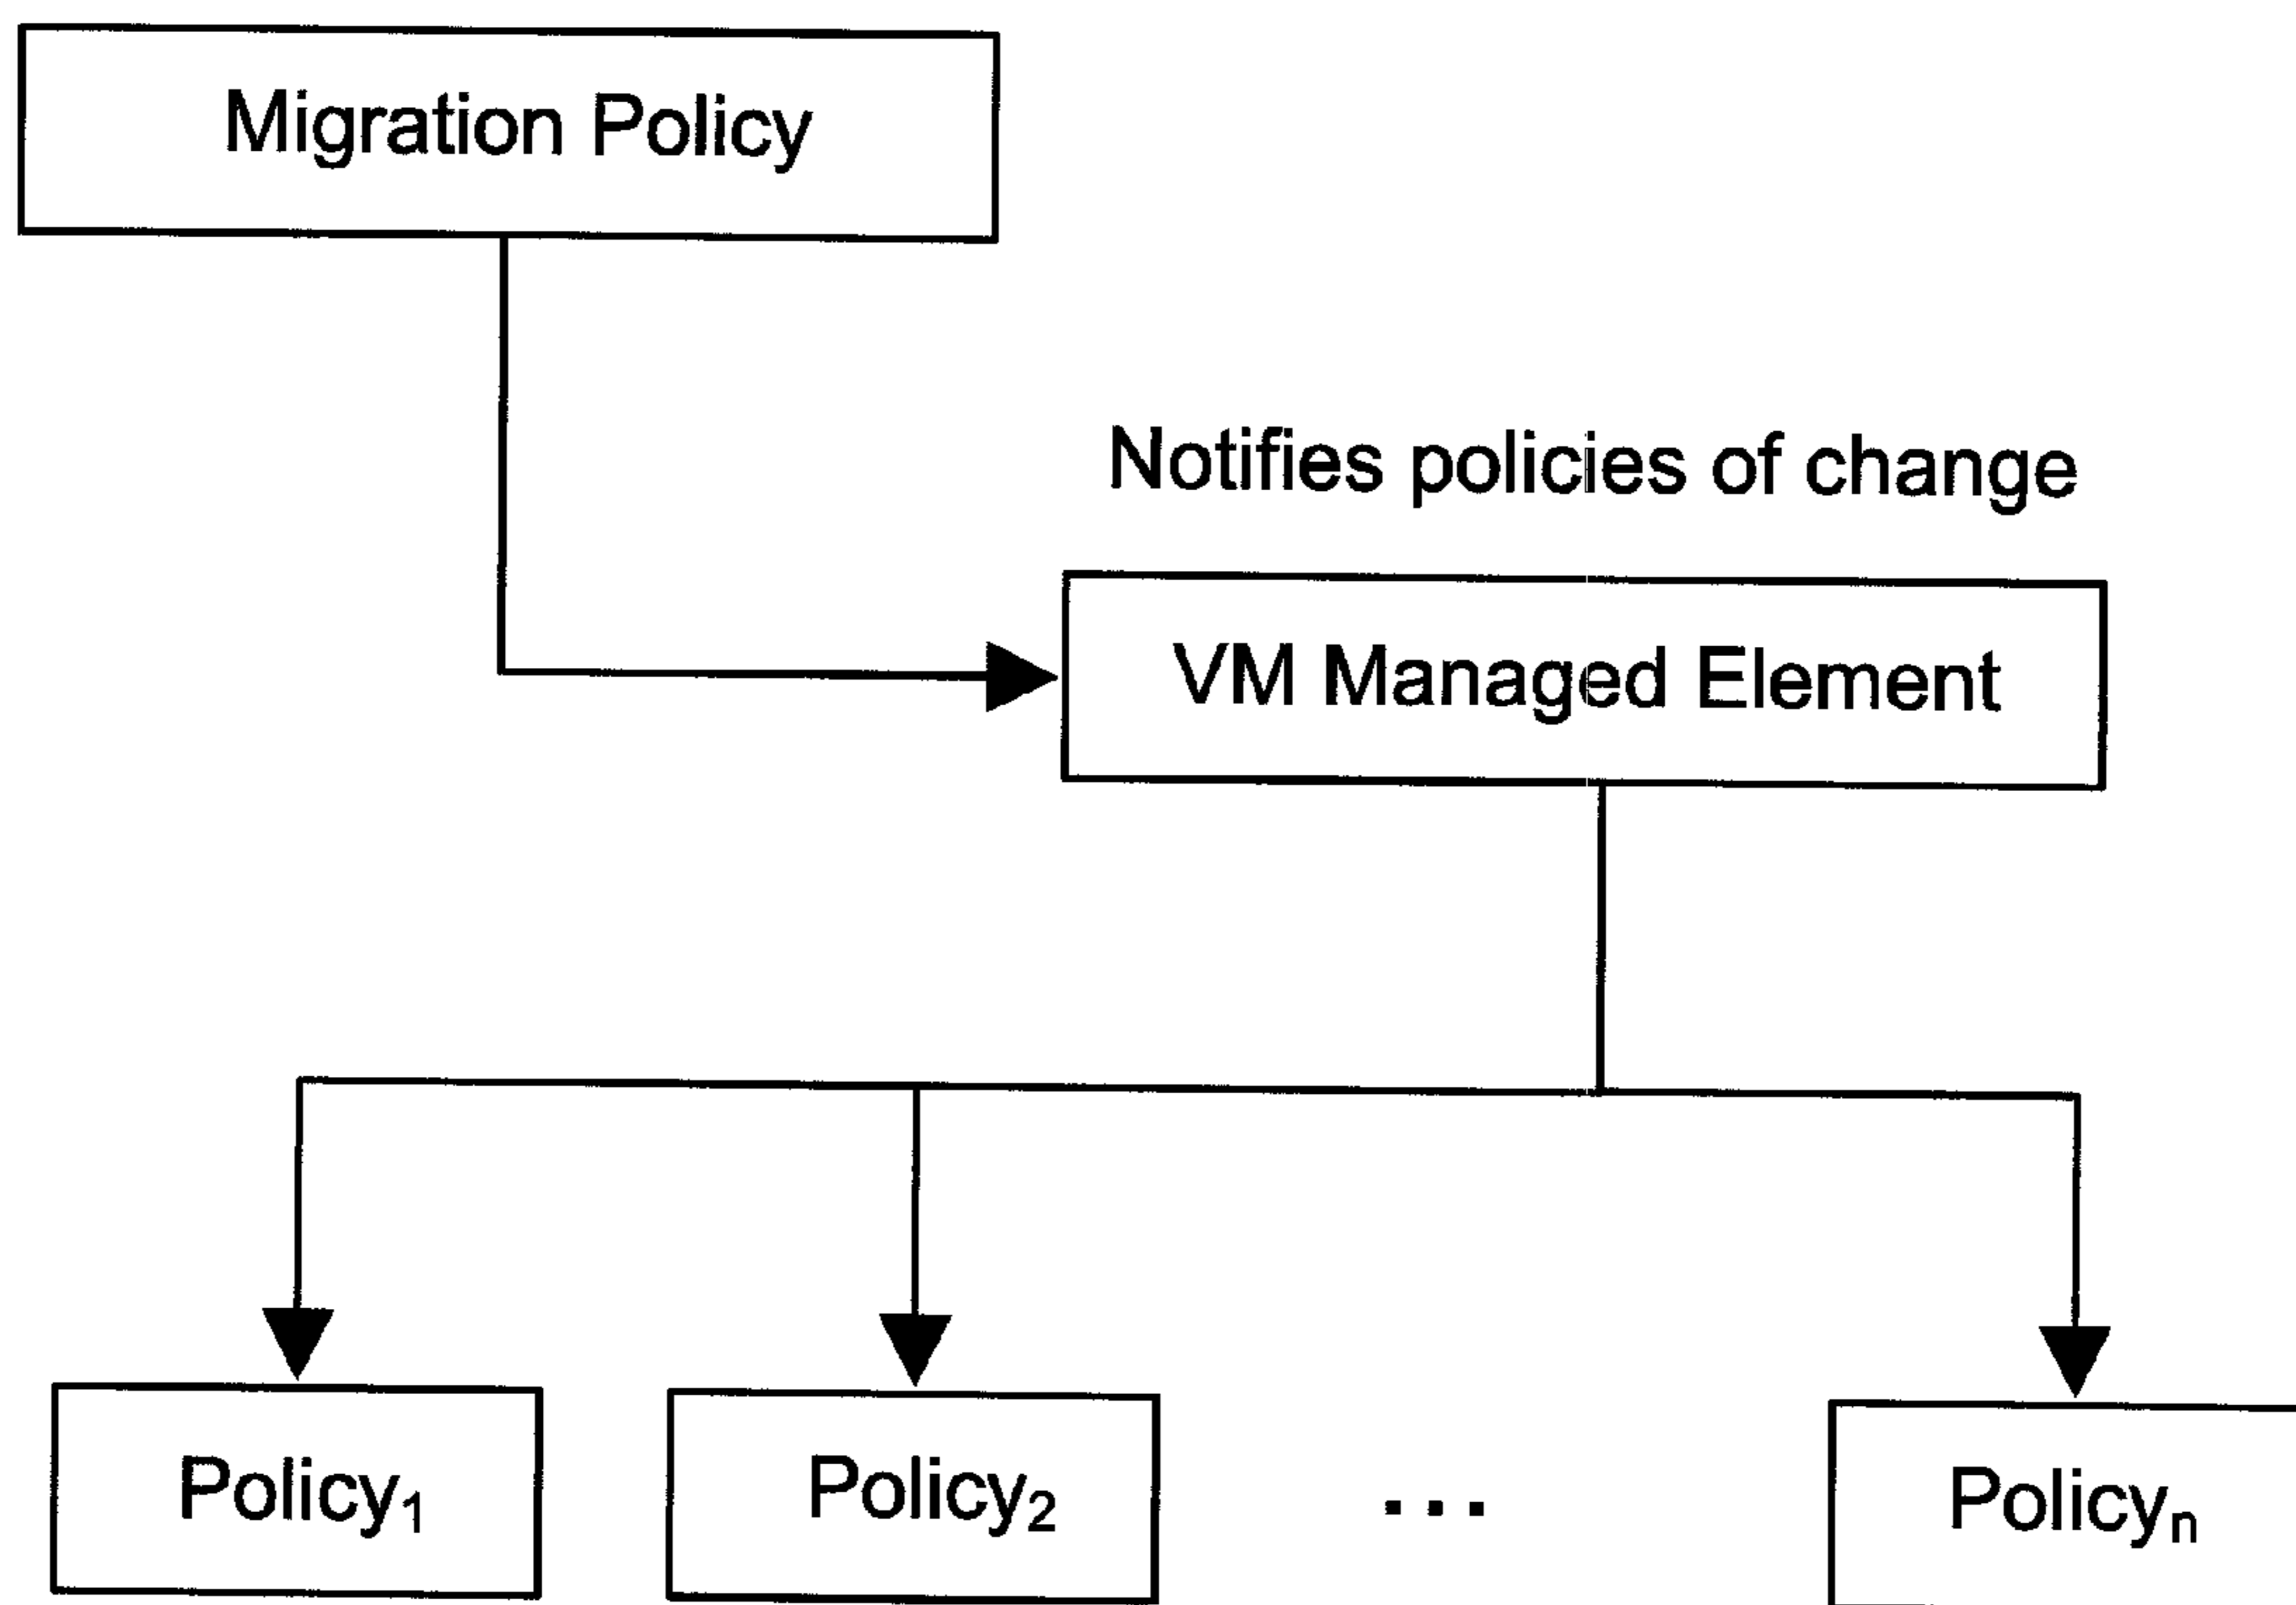 Migration Policy
Notifies policies of change
VM Managed Element
Policy₁
Policy₂
...
Policyₙ